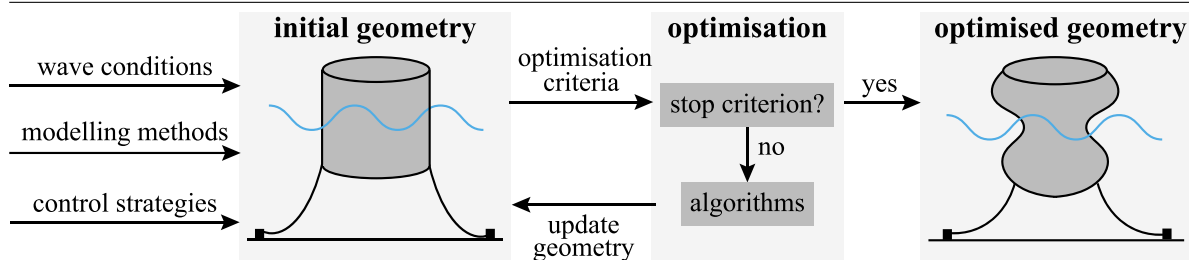 wave conditions
modelling methods
control strategies
initial geometry
optimisation
criteria
update
geometry
optimisation
stop criterion?
no
algorithms
yes
optimised geometry